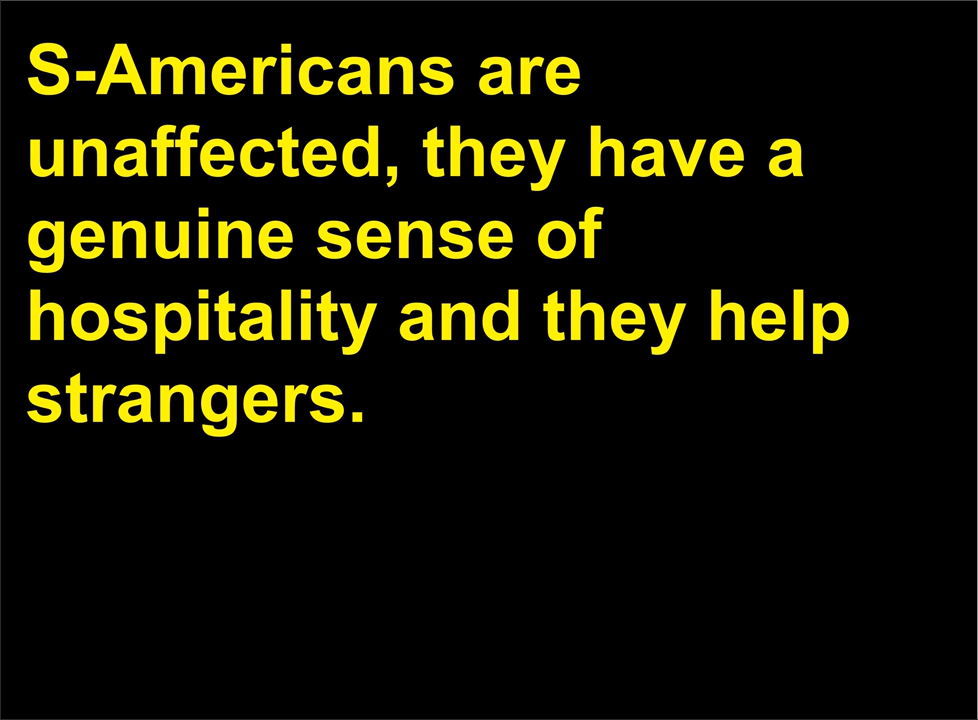 S-Americans are
unaffected, they have a
genuine sense of
hospitality and they help
strangers.